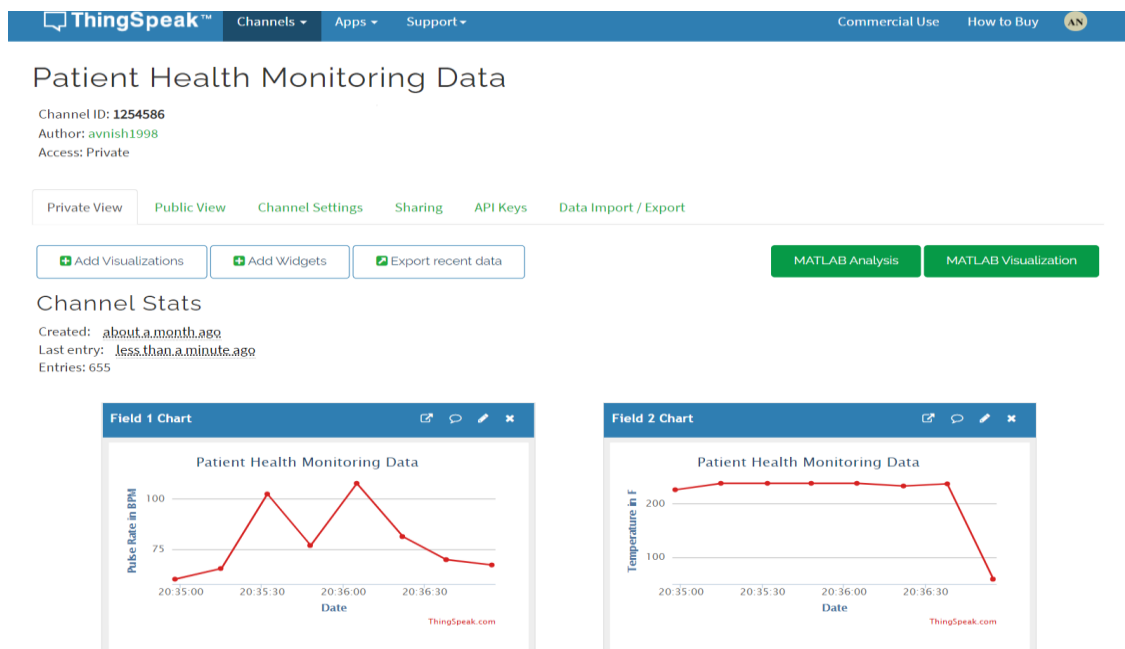 ThingSpeak™ Channels Apps Support Commercial Use How to Buy AN
Patient Health Monitoring Data
Channel ID: 1254586
Author: avnish1998
Access: Private
Private View Public View Channel Settings Sharing API Keys Data Import / Export
Add Visualizations Add Widgets Export recent data MATLAB Analysis MATLAB Visualization
Channel Stats
Created: about a month ago
Last entry: less than a minute ago
Entries: 655
Field 1 Chart
Patient Health Monitoring Data
Pulse Rate in BPM
100
75
20:35:00 20:35:30 20:36:00 20:36:30
Date
ThingSpeak.com
Field 2 Chart
Patient Health Monitoring Data
Temperature in F
200
100
20:35:00 20:35:30 20:36:00 20:36:30
Date
ThingSpeak.com